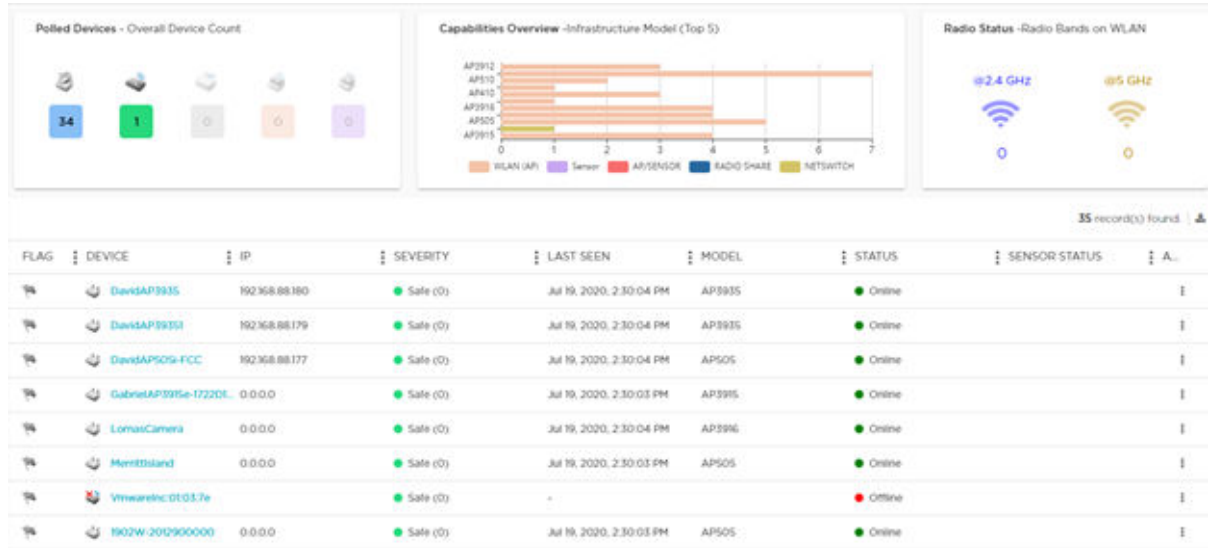 Polled Devices - Overall Device Count
34 1 0 0 0
Capabilities Overview -Infrastructure Model (Top 5)
AP3912
AP510
AP410
AP3916
AP505
AP3915
0 1 2 3 4 5 6 7
WLAN (AP) Sensor AP/SENSOR RADIO SHARE NETSWITCH
Radio Status -Radio Bands on WLAN
@2.4 GHz @5 GHz
0 0
35 record(s) found
FLAG DEVICE IP SEVERITY LAST SEEN MODEL STATUS SENSOR STATUS A...
DavidAP3935 192.168.88.180 Safe (0) Jul 19, 2020, 2:30:04 PM AP3935 Online
DavidAP39351 192.168.88.179 Safe (0) Jul 19, 2020, 2:30:04 PM AP3935 Online
DavidAP505i-FCC 192.168.88.177 Safe (0) Jul 19, 2020, 2:30:04 PM AP505 Online
GabrielAP3915e-172201... 0.0.0.0 Safe (0) Jul 19, 2020, 2:30:03 PM AP3915 Online
LomasCamera 0.0.0.0 Safe (0) Jul 19, 2020, 2:30:04 PM AP3916 Online
MerrittIsland 0.0.0.0 Safe (0) Jul 19, 2020, 2:30:03 PM AP505 Online
VmwareInc:01:03:7e Safe (0) - Offline
1902W-2012900000 0.0.0.0 Safe (0) Jul 19, 2020, 2:30:03 PM AP505 Online